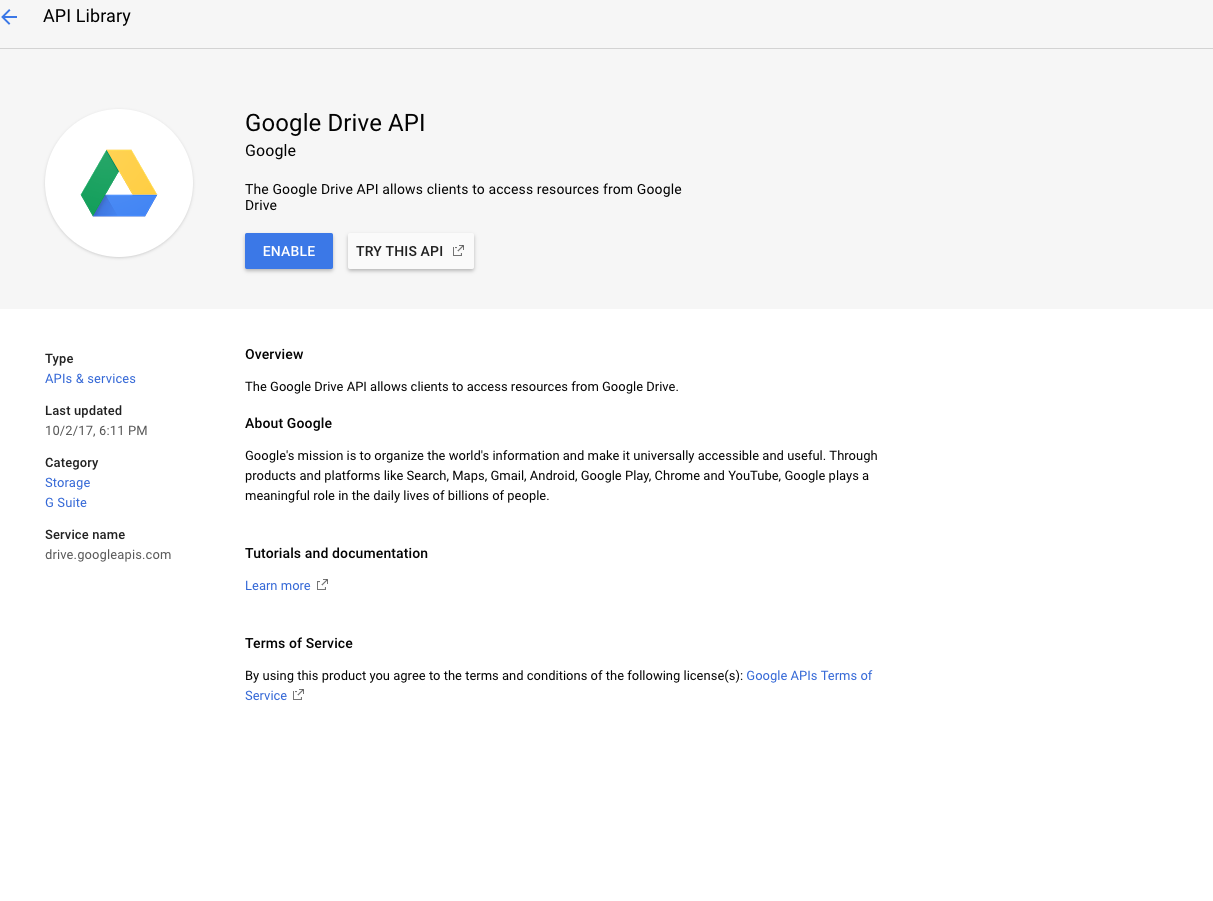 API Library
Google Drive API
Google
The Google Drive API allows clients to access resources from Google
Drive
ENABLE
TRY THIS API
Type
APIs & services
Last updated
10/2/17, 6:11 PM
Category
Storage
G Suite
Service name
drive.googleapis.com
Overview
The Google Drive API allows clients to access resources from Google Drive.
About Google
Google's mission is to organize the world's information and make it universally accessible and useful. Through
products and platforms like Search, Maps, Gmail, Android, Google Play, Chrome and YouTube, Google plays a
meaningful role in the daily lives of billions of people.
Tutorials and documentation
Learn more
Terms of Service
By using this product you agree to the terms and conditions of the following license(s): Google APIs Terms of
Service